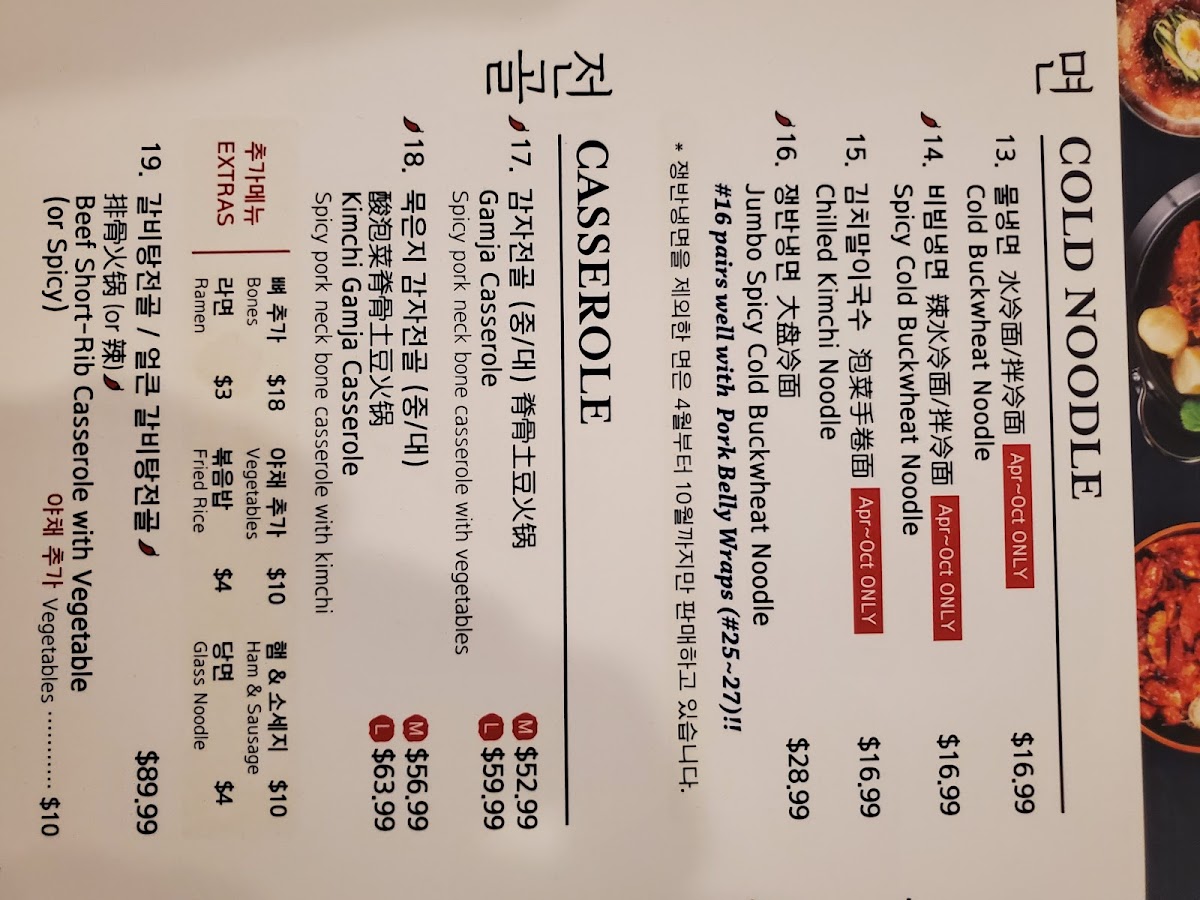 면 COLD NOODLE
13. 물냉면 水冷面/拌冷面 Apr~Oct ONLY $16.99
Cold Buckwheat Noodle
14. 비빔냉면 辣水冷面/拌冷面 Apr~Oct ONLY $16.99
Spicy Cold Buckwheat Noodle
15. 김치말이국수 泡菜手卷面 Apr~Oct ONLY $16.99
Chilled Kimchi Noodle
16. 쟁반냉면 大盘冷面 $28.99
Jumbo Spicy Cold Buckwheat Noodle
#16 pairs well with Pork Belly Wraps (#25~27)!!
* 쟁반냉면을 제외한 면은 4월부터 10월까지만 판매하고 있습니다.
전골 CASSEROLE
17. 감자전골 (중/대) 脊骨土豆火锅 M $52.99
Gamja Casserole L $59.99
Spicy pork neck bone casserole with vegetables
18. 묵은지 감자전골 (중/대) M $56.99
酸泡菜脊骨土豆火锅 L $63.99
Kimchi Gamja Casserole
Spicy pork neck bone casserole with kimchi
추가메뉴
EXTRAS
뼈 추가 $18 야채 추가 $10 햄 & 소세지 $10
Bones Vegetables Ham & Sausage
라면 $3 볶음밥 $4 당면 $4
Ramen Fried Rice Glass Noodle
19. 갈비탕전골 / 얼큰 갈비탕전골 $89.99
排骨火锅 (or 辣)
Beef Short-Rib Casserole with Vegetable
(or Spicy) 야채 추가 Vegetables ··········· $10